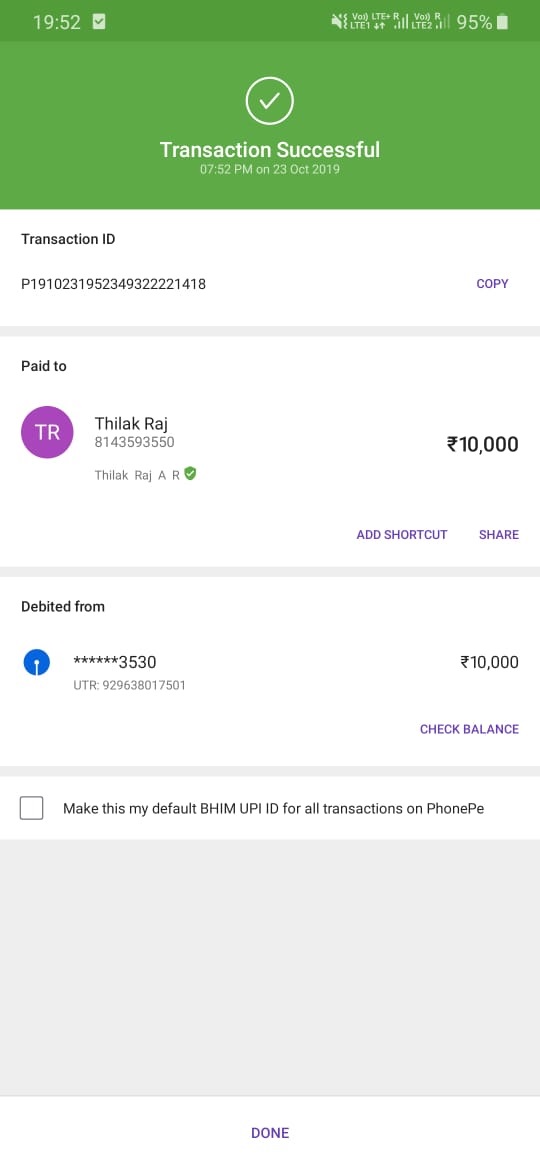 19:52
Vo)) LTE+ R Vo)) R 95%
LTE1 LTE2
Transaction Successful
07:52 PM on 23 Oct 2019
Transaction ID
P1910231952349322221418
COPY
Paid to
TR
Thilak Raj
8143593550
₹10,000
Thilak Raj A R
ADD SHORTCUT SHARE
Debited from
******3530
₹10,000
UTR: 929638017501
CHECK BALANCE
Make this my default BHIM UPI ID for all transactions on PhonePe
DONE